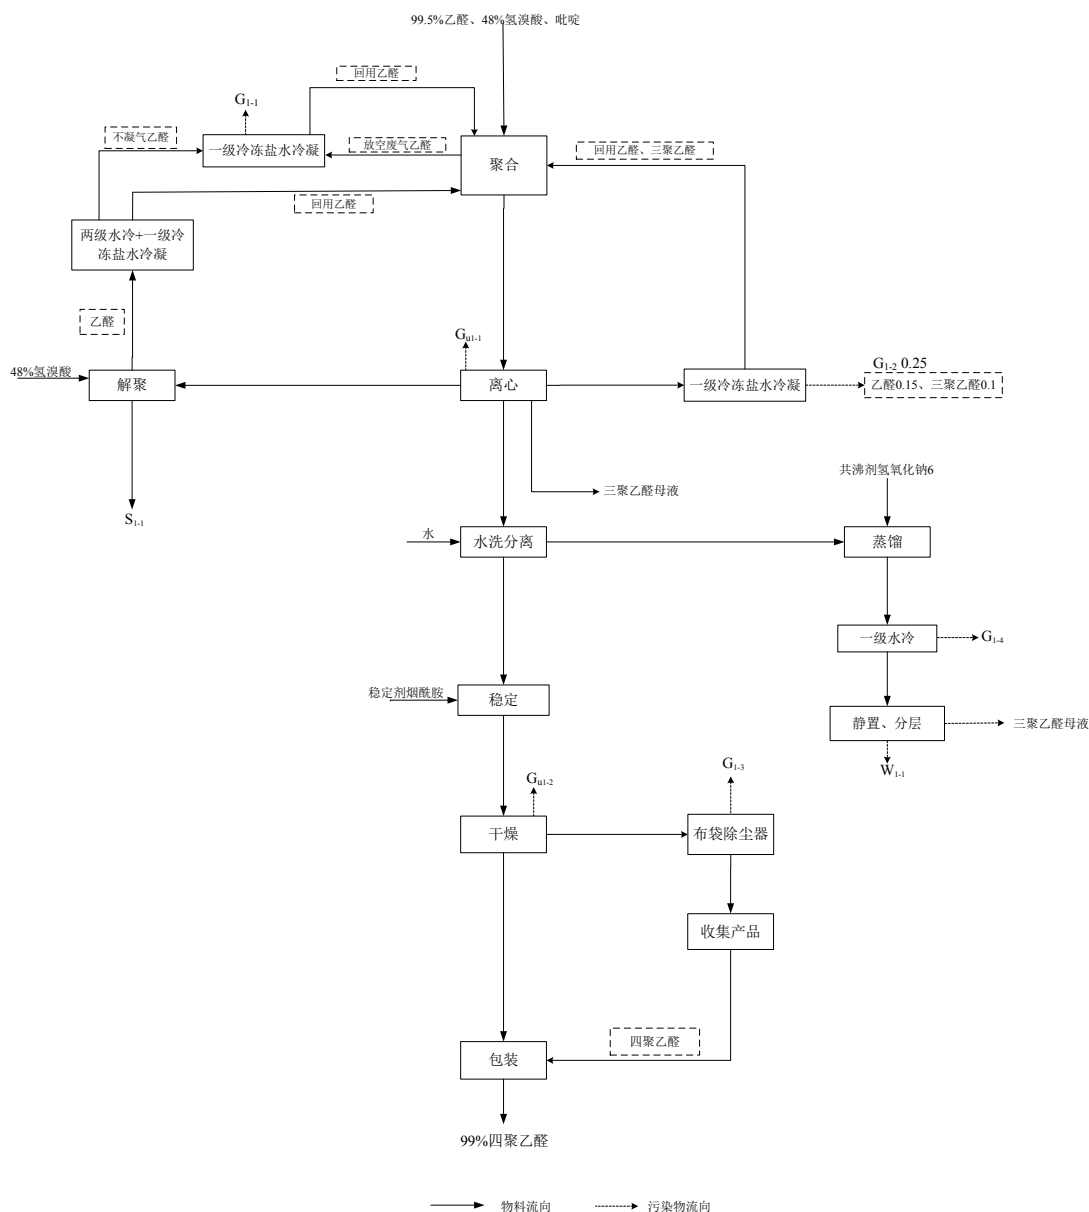 99.5%乙醛、48%氢溴酸、吡啶
回用乙醛
G1-1
不凝气乙醛
一级冷冻盐水冷凝
放空废气乙醛
聚合
回用乙醛、三聚乙醛
回用乙醛
两级水冷+一级冷
冻盐水冷凝
乙醛
Gu1-1
48%氢溴酸
解聚
离心
一级冷冻盐水冷凝
G1-2 0.25
乙醛0.15、三聚乙醛0.1
共沸剂氢氧化钠6
三聚乙醛母液
S1-1
水
水洗分离
蒸馏
一级水冷
G1-4
稳定剂烟酰胺
稳定
静置、分层
三聚乙醛母液
W1-1
Gu1-2
G1-3
干燥
布袋除尘器
收集产品
四聚乙醛
包装
99%四聚乙醛
物料流向
污染物流向